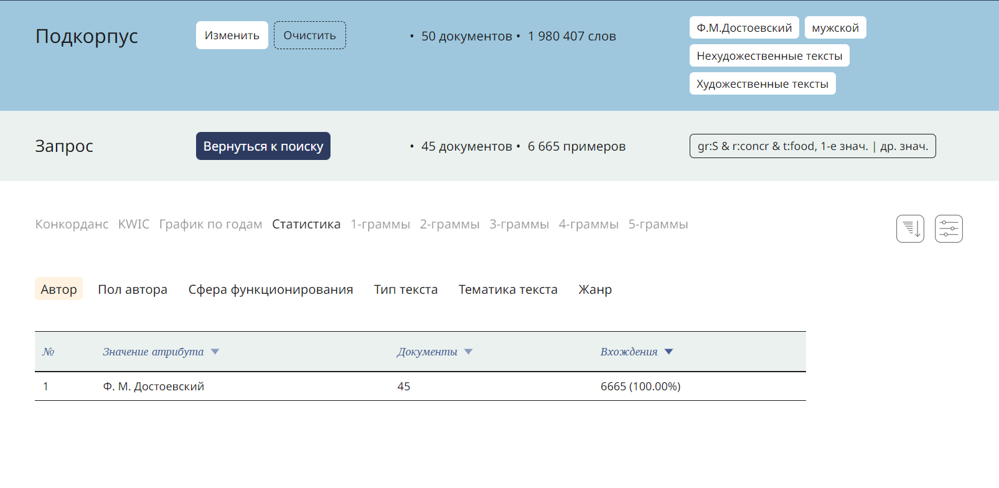 Подкорпус Изменить Очистить • 50 документов • 1 980 407 слов
Ф.М.Достоевский мужской
Нехудожественные тексты
Художественные тексты
Запрос Вернуться к поиску • 45 документов • 6 665 примеров gr:S & r:concr & t:food, 1-е знач. | др. знач.
Конкорданс KWIC График по годам Статистика 1-граммы 2-граммы 3-граммы 4-граммы 5-граммы
Автор Пол автора Сфера функционирования Тип текста Тематика текста Жанр
№ Значение атрибута Документы Вхождения
1 Ф. М. Достоевский 45 6665 (100.00%)